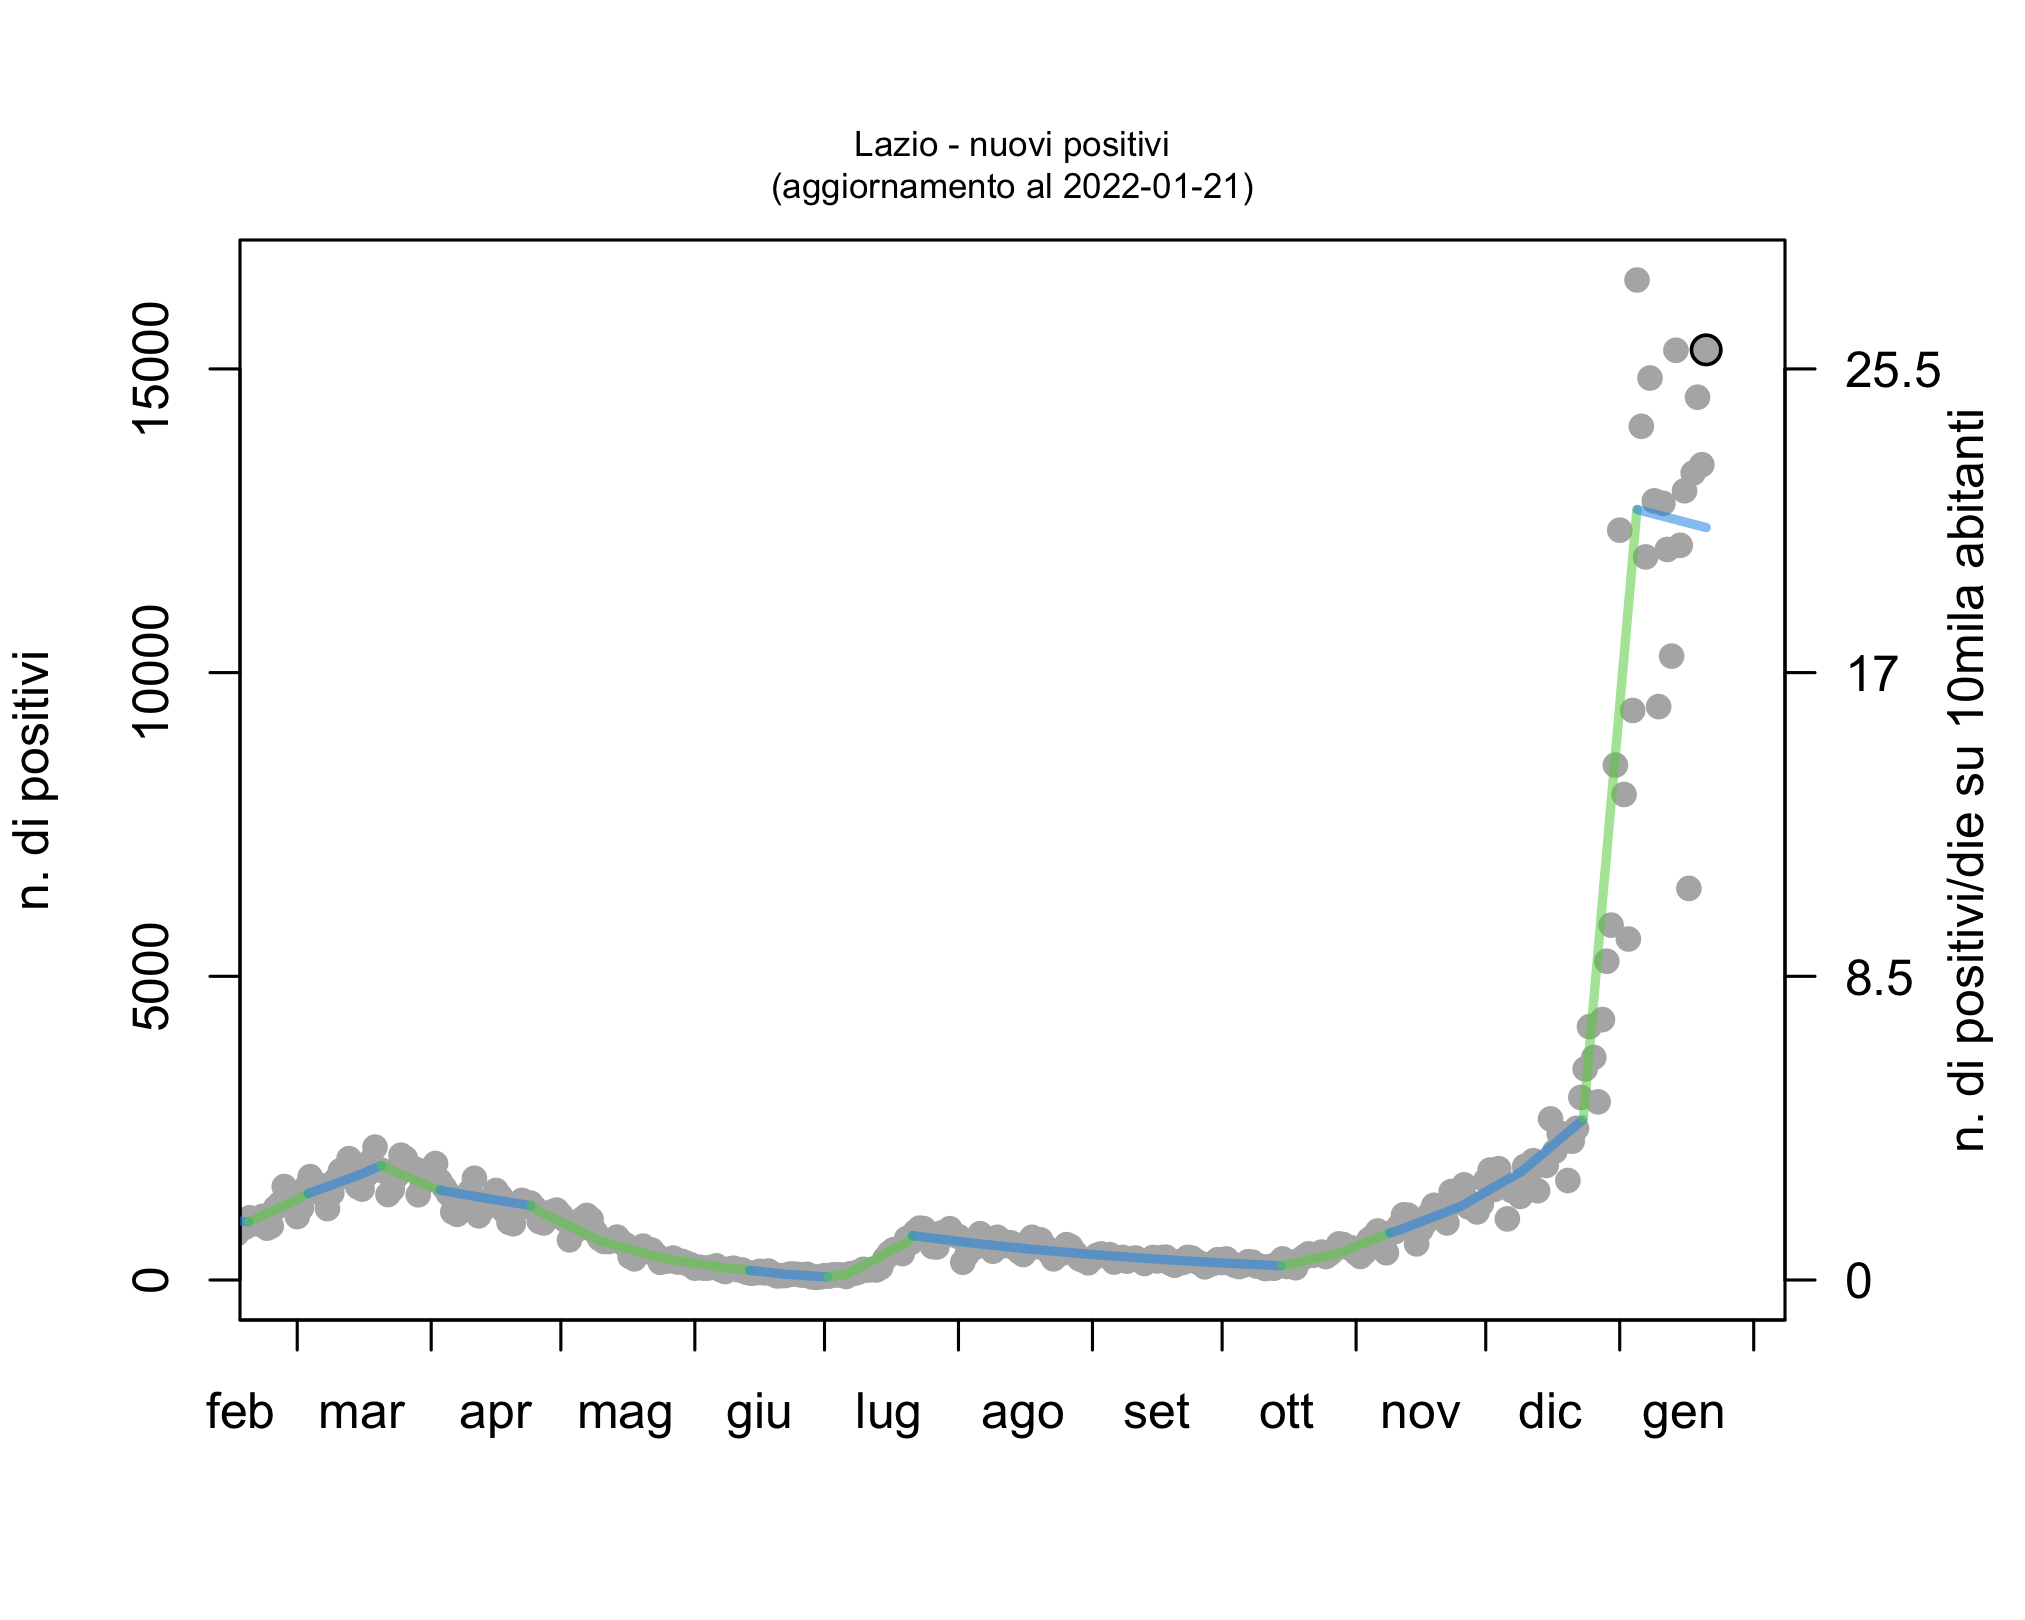 Lazio - nuovi positivi
(aggiornamento al 2022-01-21)
n. di positivi
15000
10000
5000
0
25.5
17
8.5
0
n. di positivi/die su 10mila abitanti
feb mar apr mag giu lug ago set ott nov dic gen